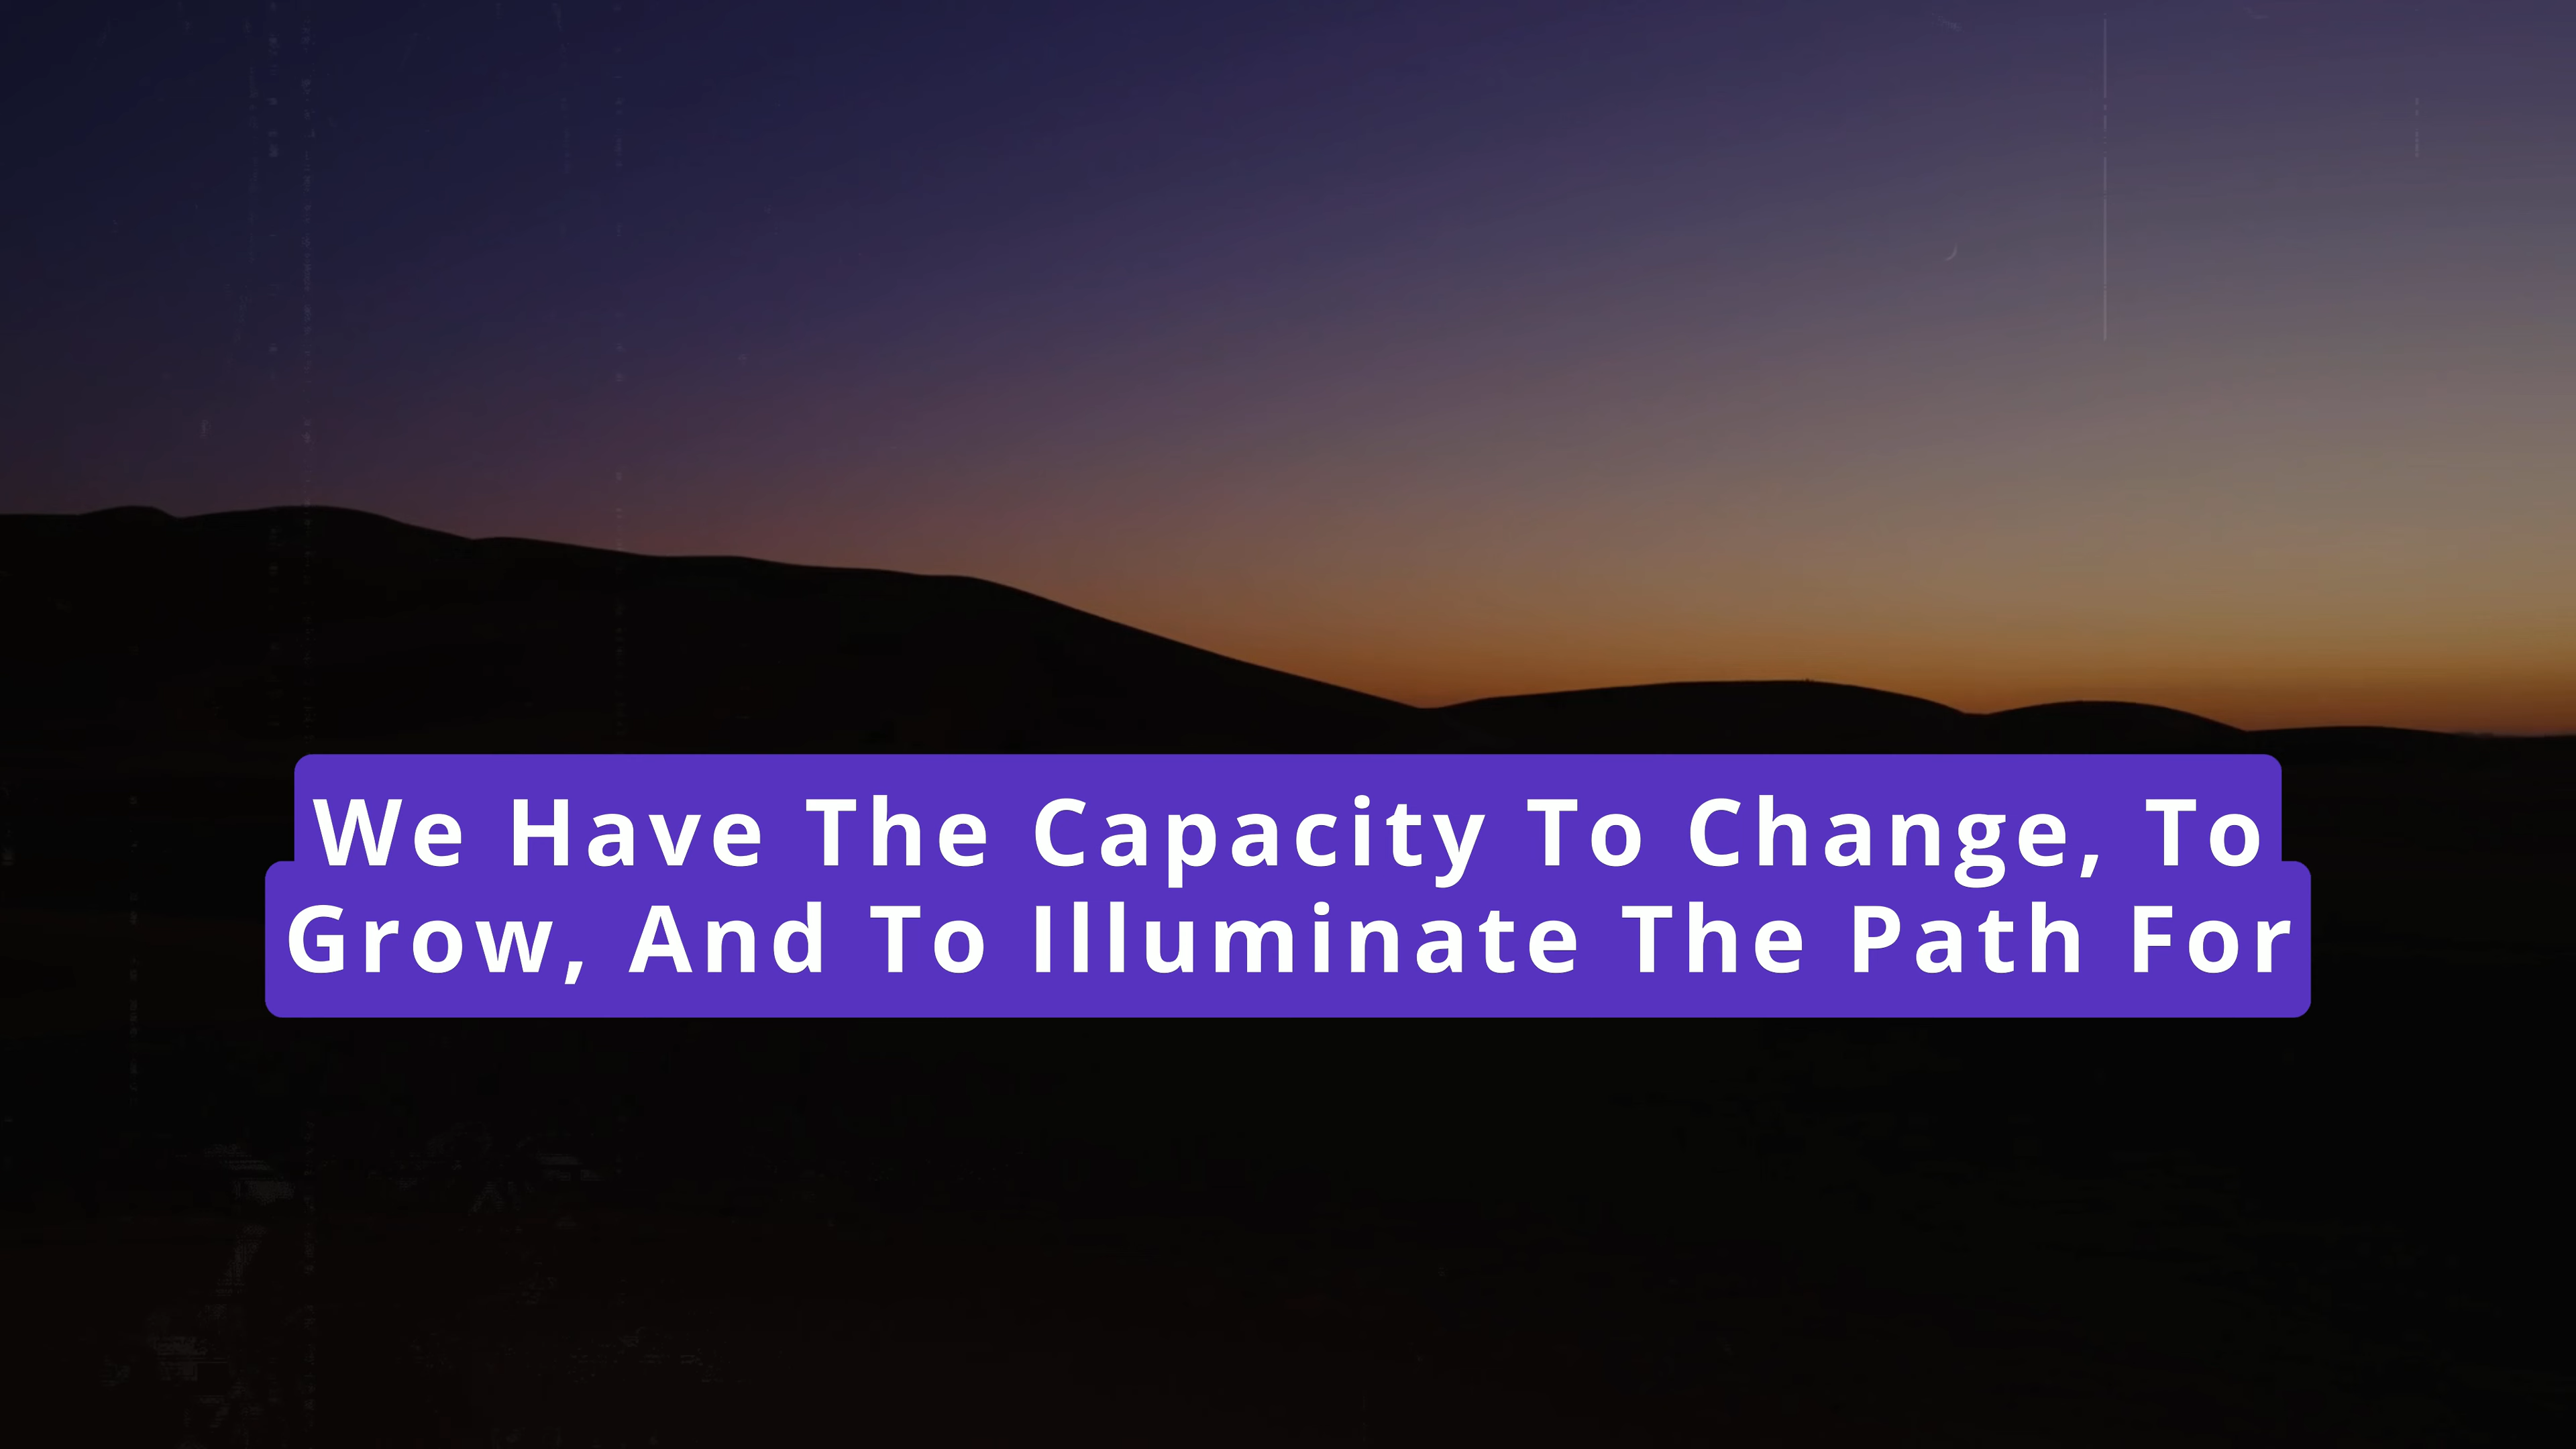 We Have The Capacity To Change, To
Grow, And To Illuminate The Path For